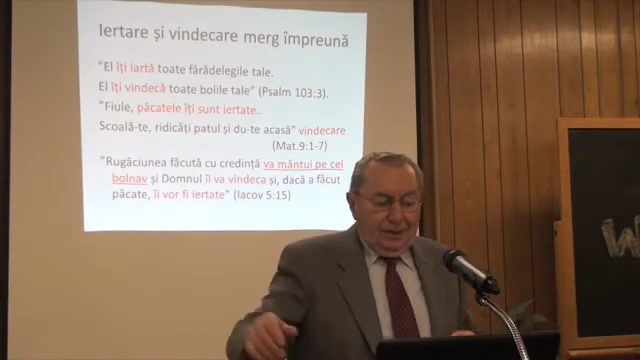 Iertare și vindecare merg împreună
"El îți iartă toate fărădelegile tale.
El îți vindecă toate bolile tale" (Psalm 103:3).
"Fiule, păcatele îți sunt iertate..
Scoală-te, ridicăți patul și du-te acasă" vindecare
(Mat.9:1-7)
"Rugăciunea făcută cu credință va mântui pe cel
bolnav și Domnul îl va vindeca și, dacă a făcut
păcate, îi vor fi iertate" (Iacov 5:15)